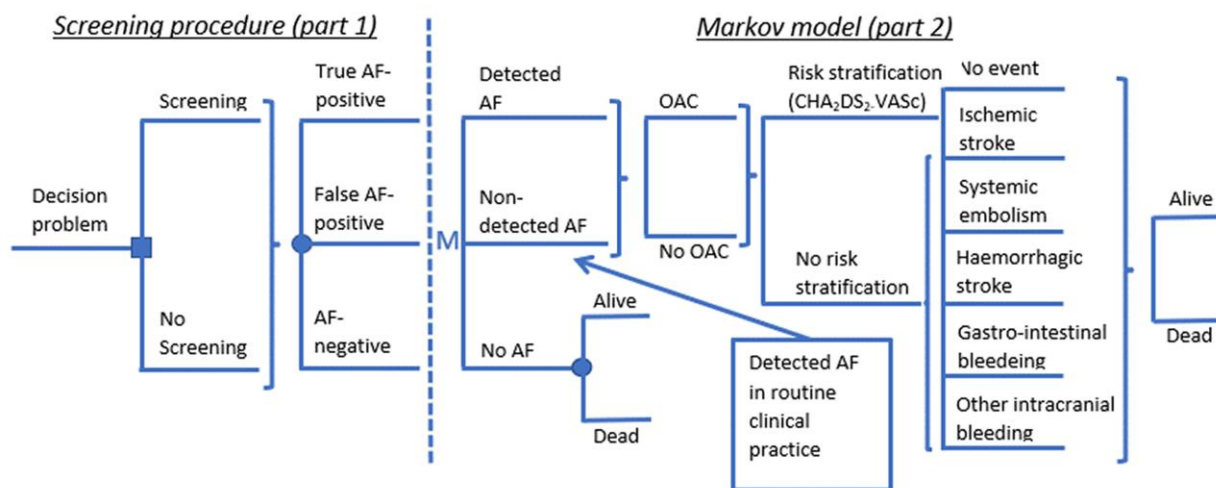 Screening procedure (part 1)
Markov model (part 2)
Decision
problem
Screening
No
Screening
True AF-
positive
False AF-
positive
AF-
negative
M
Detected
AF
Non-
detected AF
No AF
Alive
Dead
OAC
No OAC
Detected AF
in routine
clinical
practice
Risk stratification
(CHA₂DS₂-VASc)
No risk
stratification
No event
Ischemic
stroke
Systemic
embolism
Haemorrhagic
stroke
Gastro-intestinal
bleedeing
Other intracranial
bleeding
Alive
Dead